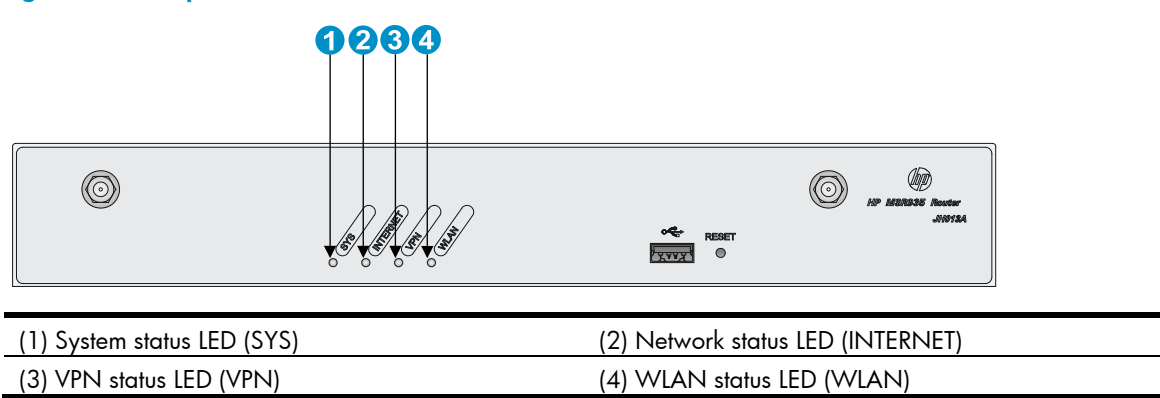 1 2 3 4
hp
HP MSR935 Router
JH013A
SYS
INTERNET
VPN
WLAN
RESET
(1) System status LED (SYS) (2) Network status LED (INTERNET)
(3) VPN status LED (VPN) (4) WLAN status LED (WLAN)